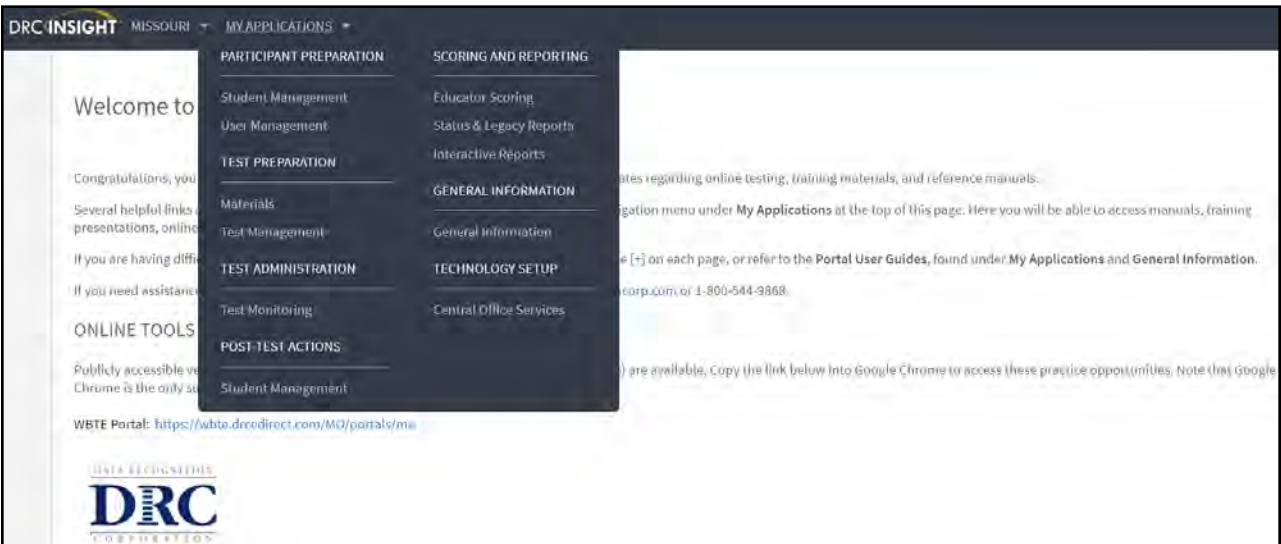 DRC INSIGHT MISSOURI MY APPLICATIONS
PARTICIPANT PREPARATION
Student Management
User Management
TEST PREPARATION
Materials
Test Management
TEST ADMINISTRATION
Test Monitoring
POST-TEST ACTIONS
Student Management
SCORING AND REPORTING
Educator Scoring
Status & Legacy Reports
Interactive Reports
GENERAL INFORMATION
General Information
TECHNOLOGY SETUP
Central Office Services
Welcome to
Congratulations, you ates regarding online testing, training materials, and reference manuals.
Several helpful links igation menu under My Applications at the top of this page. Here you will be able to access manuals, training
presentations, online
If you are having diffi e [+] on each page, or refer to the Portal User Guides, found under My Applications and General Information.
If you need assistance corp.com or 1-800-544-9868.
ONLINE TOOLS
Publicly accessible ve ) are available. Copy the link below into Google Chrome to access these practice opportunities. Note that Google
Chrome is the only su
WBTE Portal: https://wbte.drcedirect.com/MO/portals/mo
DATA RECOGNITION
DRC
CORPORATION